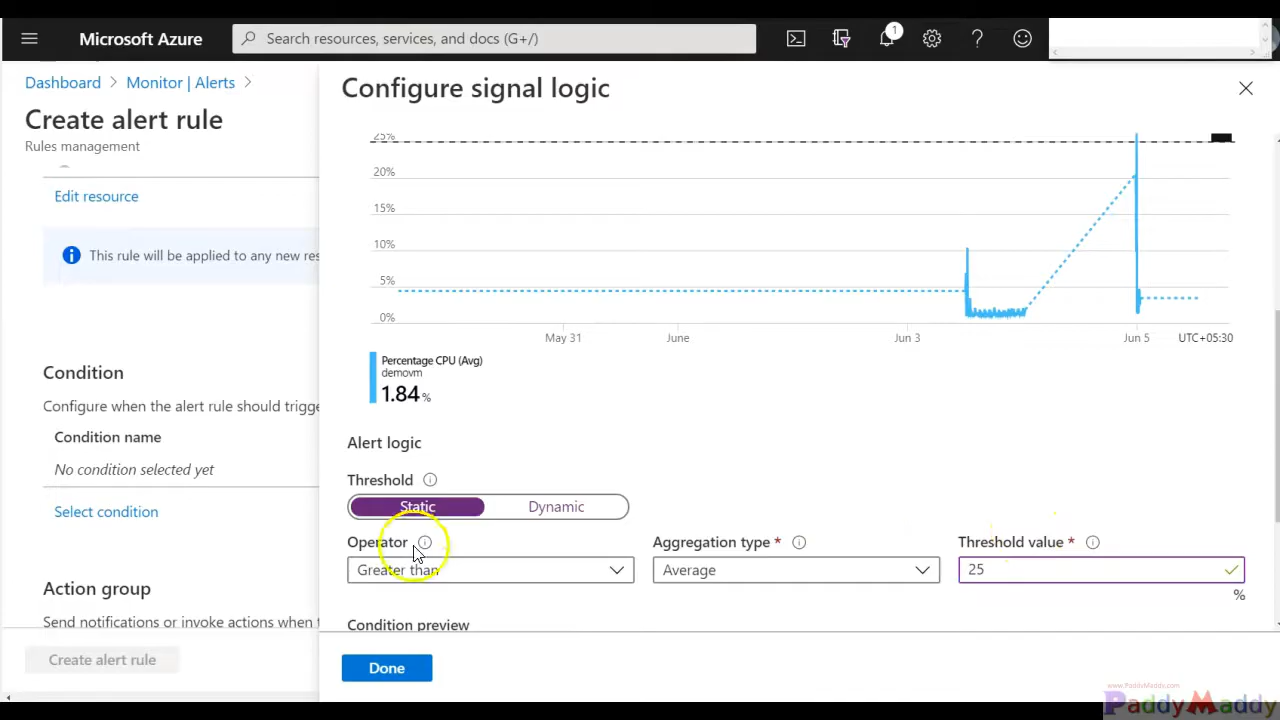 Microsoft Azure
Search resources, services, and docs (G+/)
1
Dashboard > Monitor | Alerts >
Create alert rule
Rules management
Edit resource
This rule will be applied to any new res
Condition
Configure when the alert rule should trigge
Condition name
No condition selected yet
Select condition
Action group
Send notifications or invoke actions when t
Create alert rule
Configure signal logic
25%
20%
15%
10%
5%
0%
May 31 June Jun 3 Jun 5 UTC+05:30
Percentage CPU (Avg)
demovm
1.84 %
Alert logic
Threshold
Static Dynamic
Operator Aggregation type * Threshold value *
Greater than Average 25
%
Condition preview
Done
www.PaddyMaddy.com
PaddyMaddy